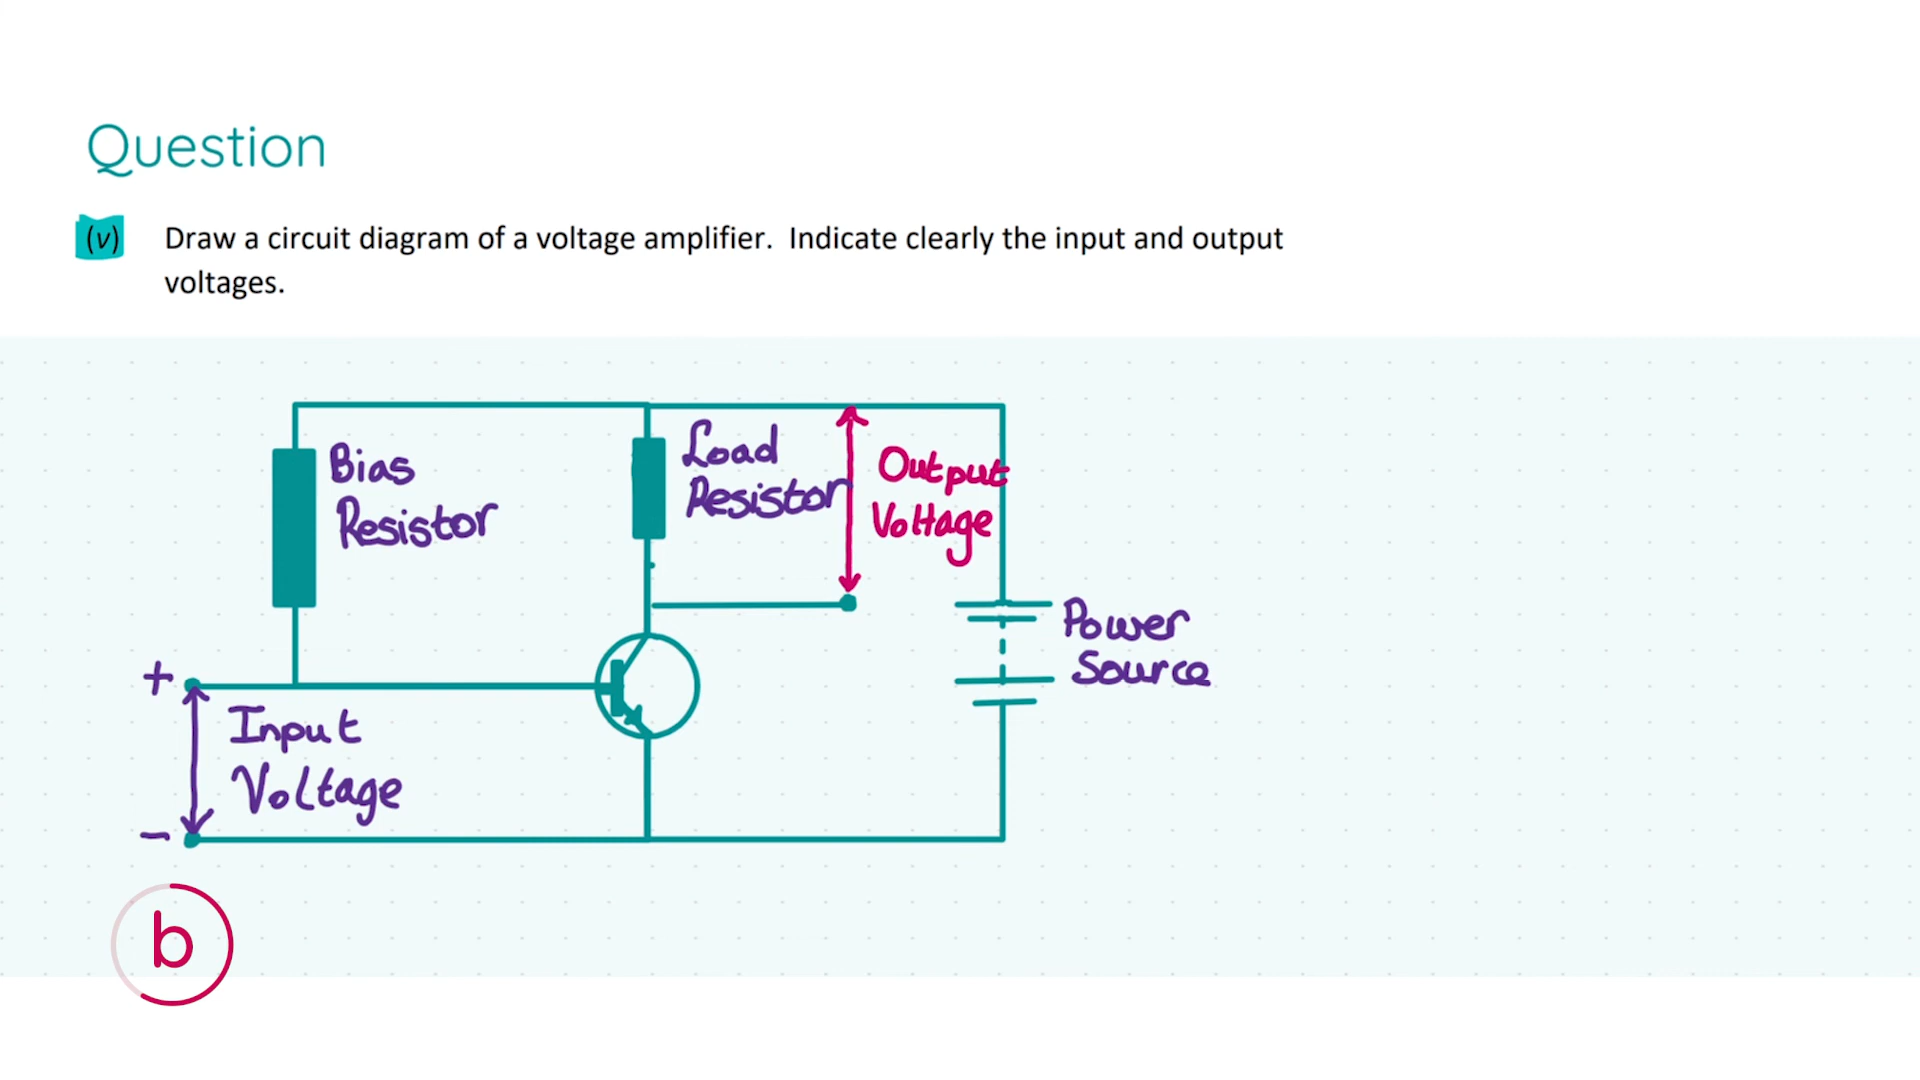 Question
(v) Draw a circuit diagram of a voltage amplifier. Indicate clearly the input and output
voltages.
Bias
Resistor
Load
Resistor
Output
Voltage
Power
Source
+
Input
Voltage
−
b